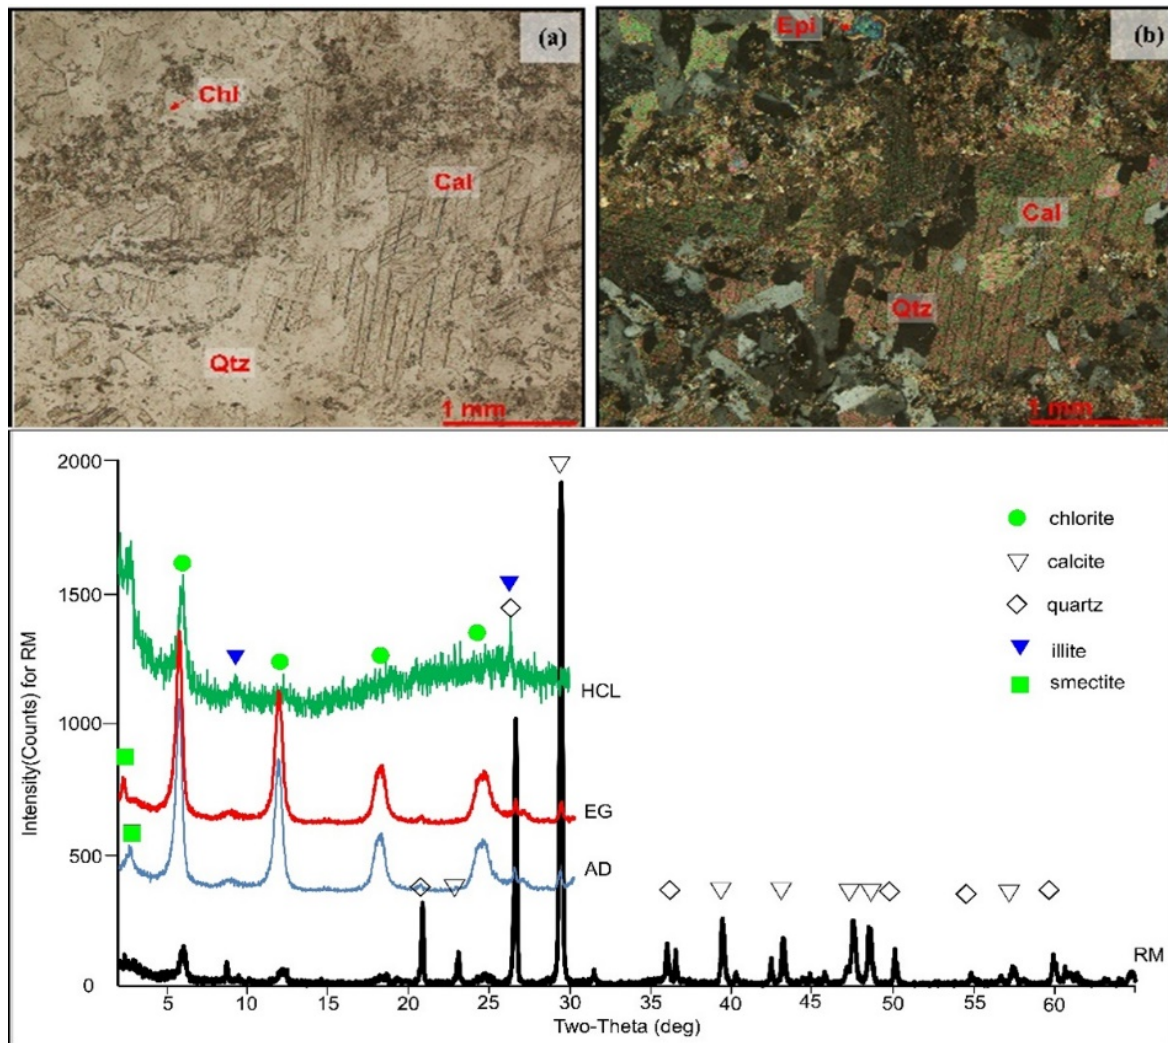 (a)
Chl
Cal
Qtz
1 mm
Epi
(b)
Cal
Qtz
1 mm
Intensity(Counts) for RM
2000
1500
1000
500
0
HCL
EG
AD
RM
chlorite
calcite
quartz
illite
smectite
5
10
15
20
25
30
35
40
45
50
55
60
Two-Theta (deg)